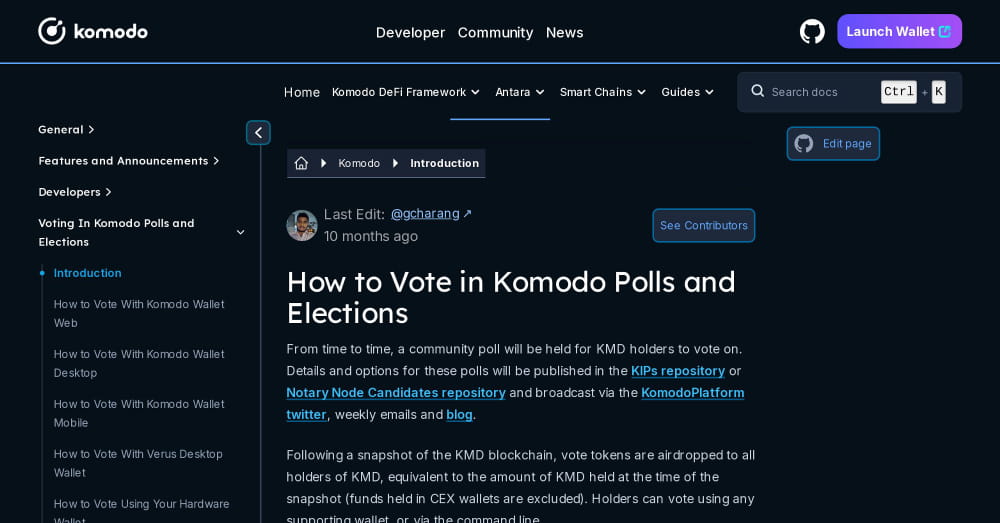 komodo
Developer Community News
Launch Wallet
Home Komodo DeFi Framework Antara Smart Chains Guides
Search docs Ctrl + K
General
Features and Announcements
Developers
Voting In Komodo Polls and
Elections
Introduction
How to Vote With Komodo Wallet
Web
How to Vote With Komodo Wallet
Desktop
How to Vote With Komodo Wallet
Mobile
How to Vote With Verus Desktop
Wallet
How to Vote Using Your Hardware
Wallet
Edit page
Komodo Introduction
Last Edit: @gcharang ↗
10 months ago
See Contributors
How to Vote in Komodo Polls and
Elections
From time to time, a community poll will be held for KMD holders to vote on.
Details and options for these polls will be published in the KIPs repository or
Notary Node Candidates repository and broadcast via the KomodoPlatform
twitter, weekly emails and blog.
Following a snapshot of the KMD blockchain, vote tokens are airdropped to all
holders of KMD, equivalent to the amount of KMD held at the time of the
snapshot (funds held in CEX wallets are excluded). Holders can vote using any
supporting wallet, or via the command line.